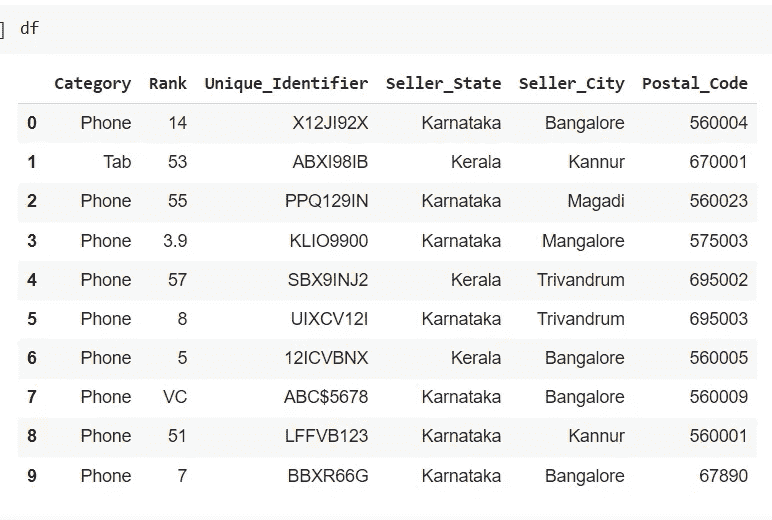 ] df
Category Rank Unique_Identifier Seller_State Seller_City Postal_Code
0 Phone 14 X12JI92X Karnataka Bangalore 560004
1 Tab 53 ABXI98IB Kerala Kannur 670001
2 Phone 55 PPQ129IN Karnataka Magadi 560023
3 Phone 3.9 KLIO9900 Karnataka Mangalore 575003
4 Phone 57 SBX9INJ2 Kerala Trivandrum 695002
5 Phone 8 UIXCV12I Karnataka Trivandrum 695003
6 Phone 5 12ICVBNX Kerala Bangalore 560005
7 Phone VC ABC$5678 Karnataka Bangalore 560009
8 Phone 51 LFFVB123 Karnataka Kannur 560001
9 Phone 7 BBXR66G Karnataka Bangalore 67890